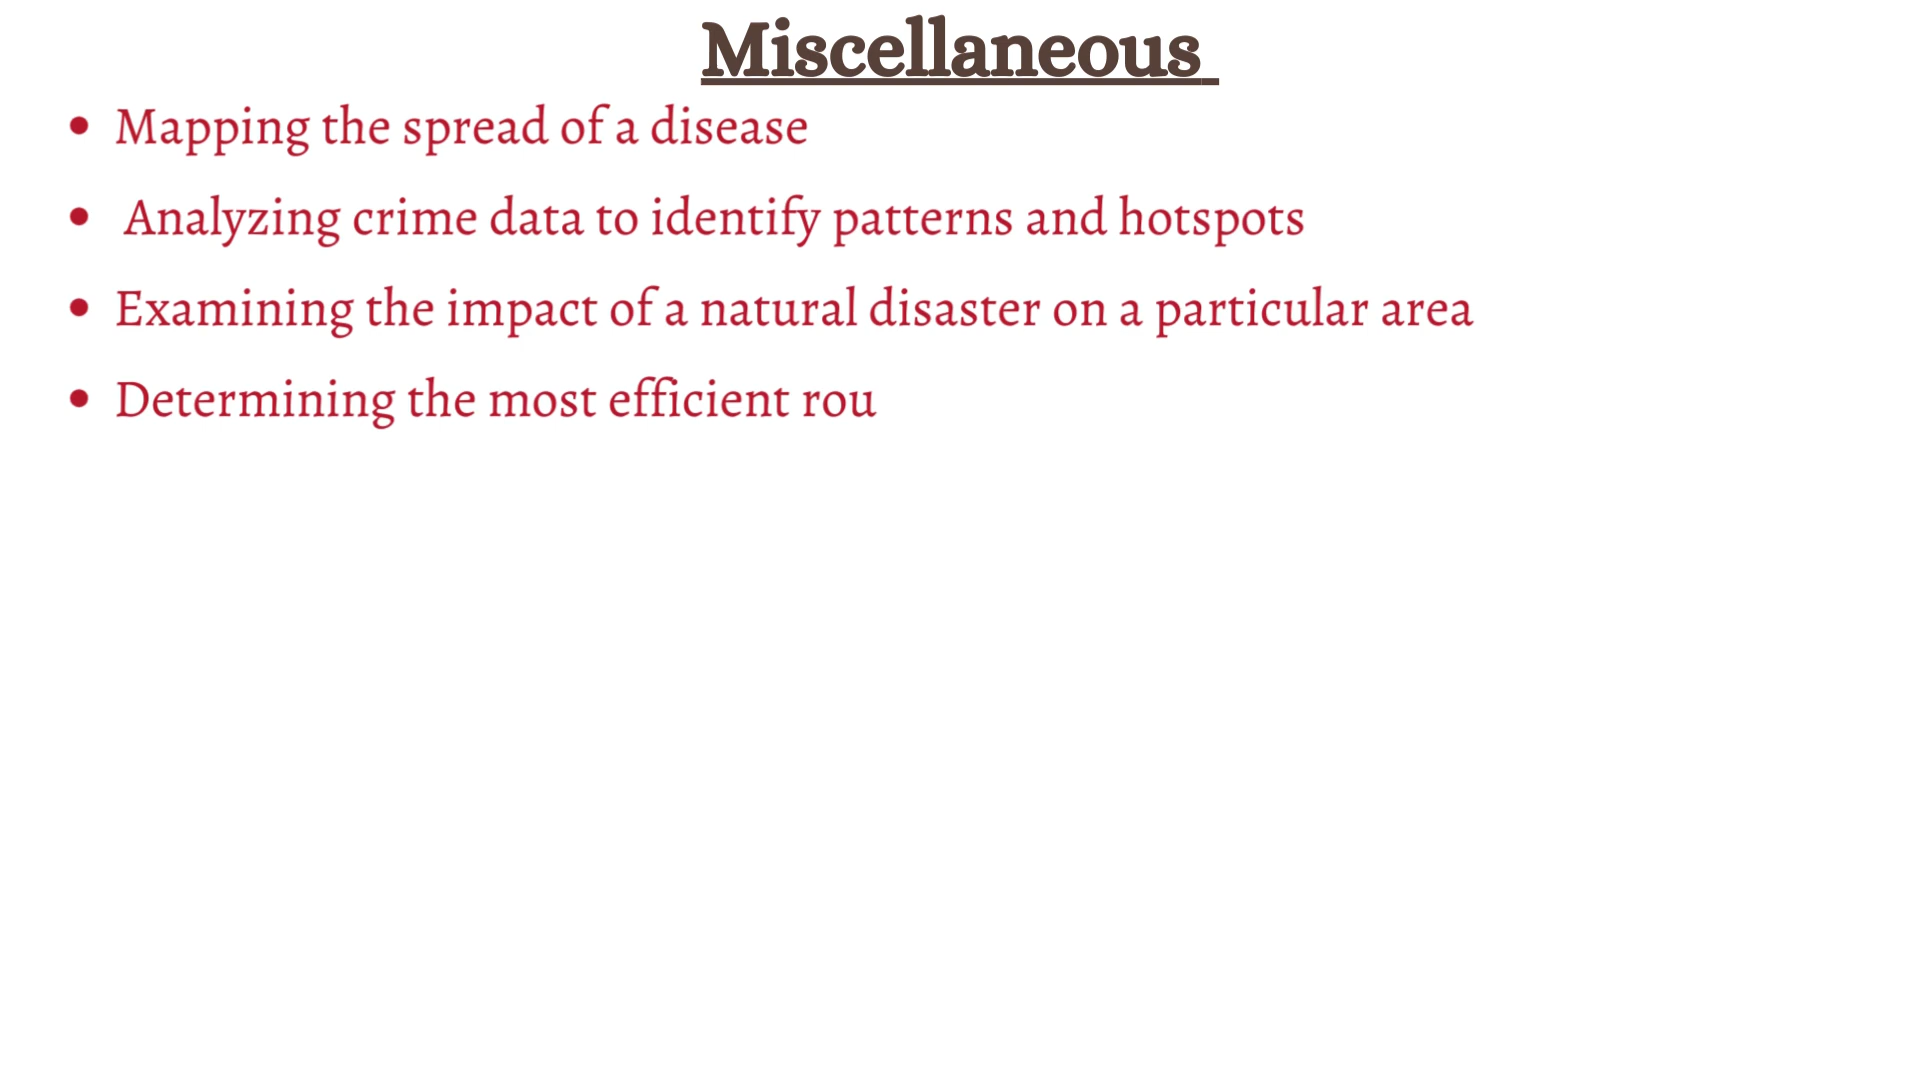 Miscellaneous
• Mapping the spread of a disease
• Analyzing crime data to identify patterns and hotspots
• Examining the impact of a natural disaster on a particular area
• Determining the most efficient rou